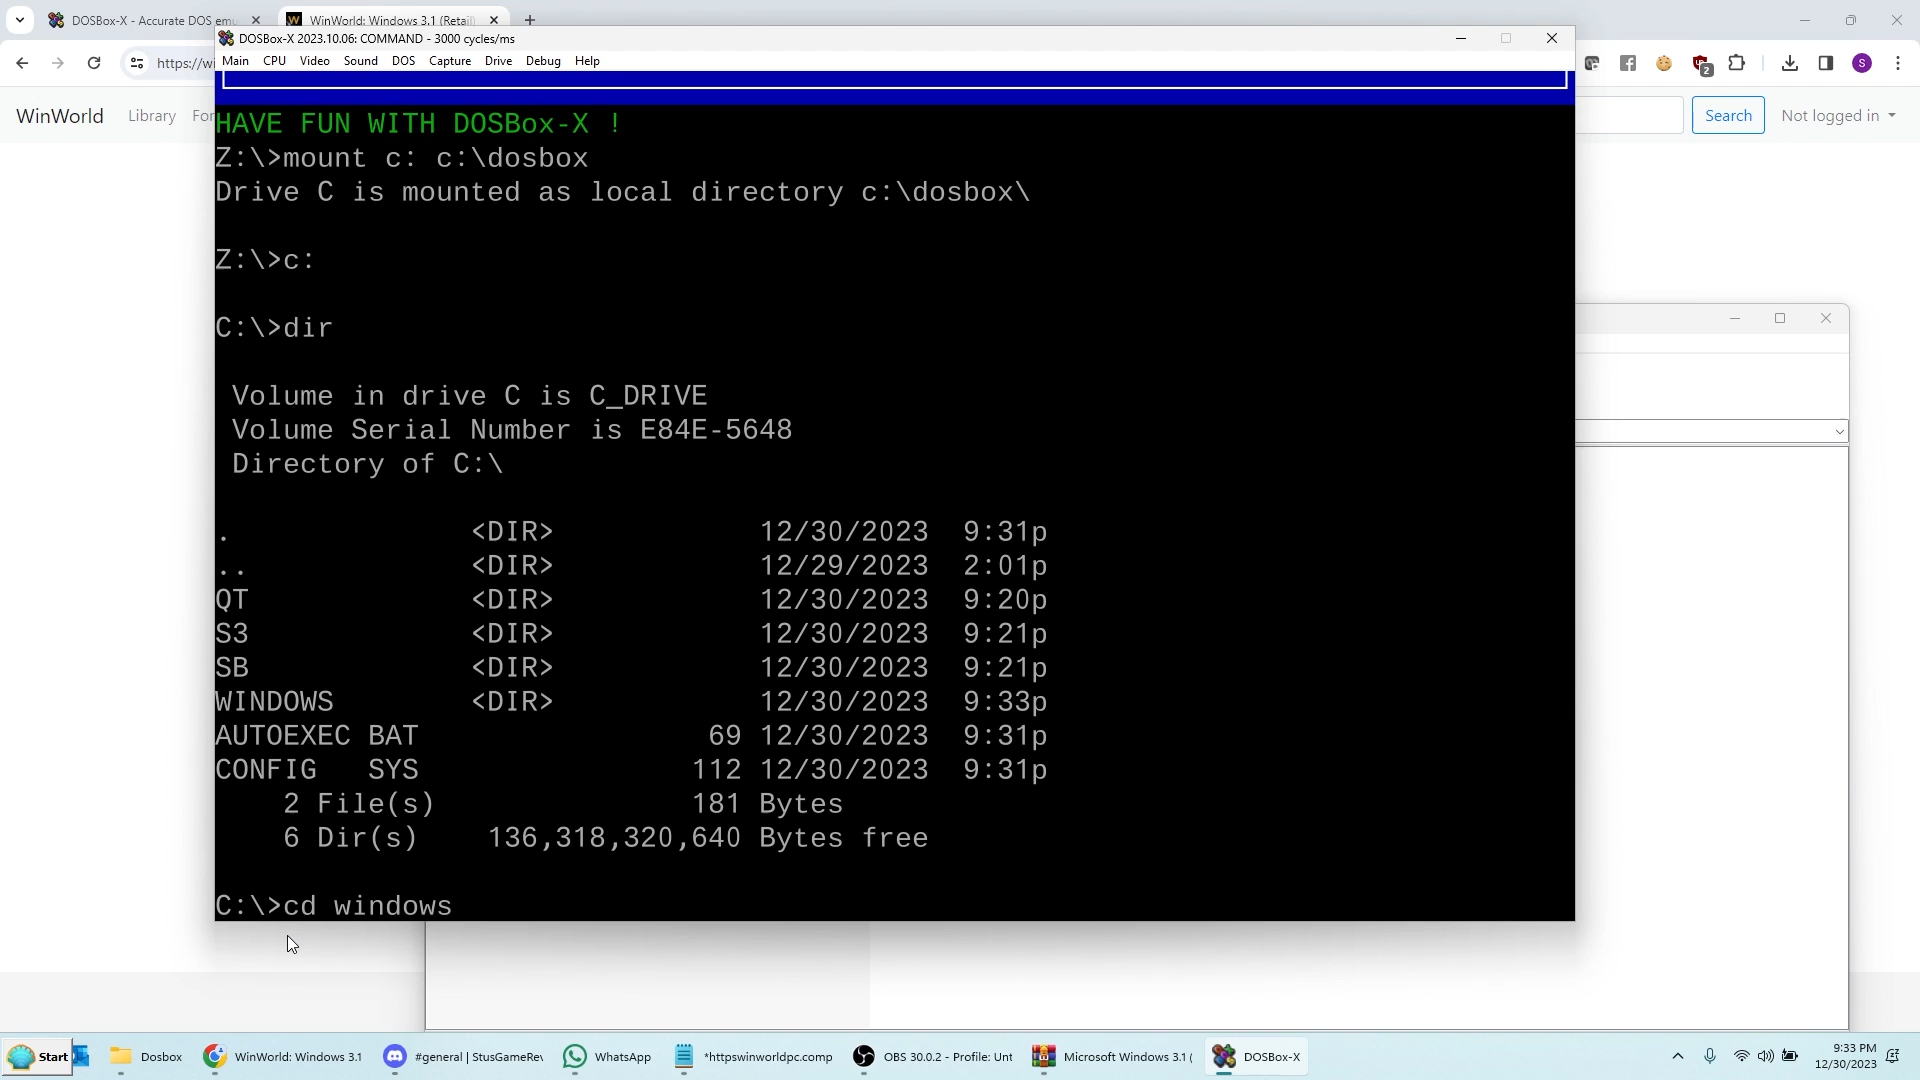 DOSBox-X - Accurate DOS emu
WinWorld: Windows 3.1 (Retail)
DOSBox-X 2023.10.06: COMMAND - 3000 cycles/ms
https://wi
2
S
Main CPU Video Sound DOS Capture Drive Debug Help
WinWorld Library For
Search Not logged in
HAVE FUN WITH DOSBox-X !
Z:\>mount c: c:\dosbox
Drive C is mounted as local directory c:\dosbox\
Z:\>c:
C:\>dir
Volume in drive C is C_DRIVE
Volume Serial Number is E84E-5648
Directory of C:\
. <DIR> 12/30/2023 9:31p
.. <DIR> 12/29/2023 2:01p
QT <DIR> 12/30/2023 9:20p
S3 <DIR> 12/30/2023 9:21p
SB <DIR> 12/30/2023 9:21p
WINDOWS <DIR> 12/30/2023 9:33p
AUTOEXEC BAT 69 12/30/2023 9:31p
CONFIG SYS 112 12/30/2023 9:31p
2 File(s) 181 Bytes
6 Dir(s) 136,318,320,640 Bytes free
C:\>cd windows
Start Dosbox WinWorld: Windows 3.1 #general | StusGameRev WhatsApp *httpswinworldpc.comp OBS 30.0.2 - Profile: Unt Microsoft Windows 3.1 ( DOSBox-X
9:33 PM
12/30/2023